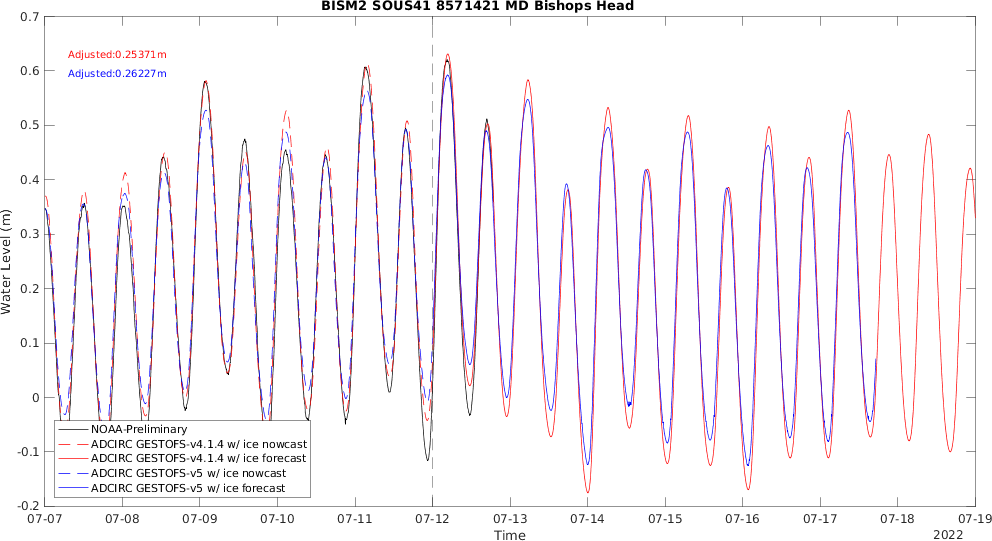 BISM2 SOUS41 8571421 MD Bishops Head
Adjusted:0.25371m
Adjusted:0.26227m
0.7
0.6
0.5
0.4
0.3
0.2
0.1
0
-0.1
-0.2
Water Level (m)
NOAA-Preliminary
ADCIRC GESTOFS-v4.1.4 w/ ice nowcast
ADCIRC GESTOFS-v4.1.4 w/ ice forecast
ADCIRC GESTOFS-v5 w/ ice nowcast
ADCIRC GESTOFS-v5 w/ ice forecast
07-07 07-08 07-09 07-10 07-11 07-12 07-13 07-14 07-15 07-16 07-17 07-18 07-19
Time
2022